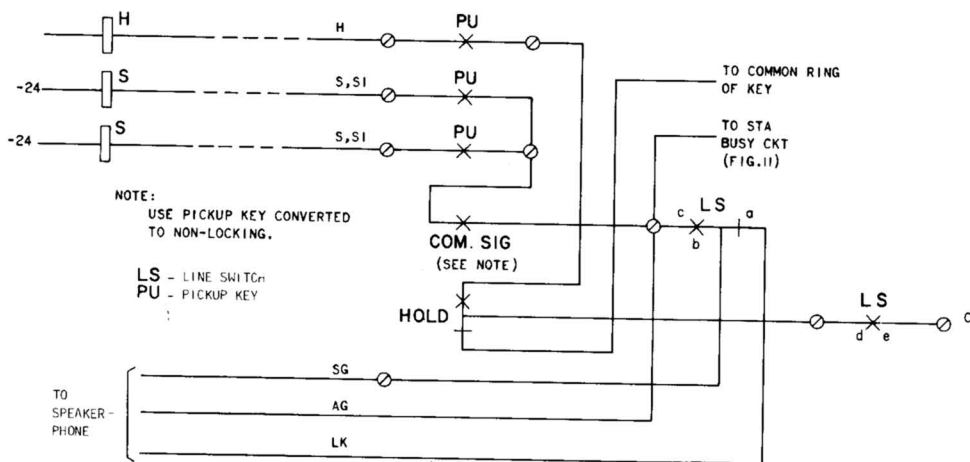 H
H
PU
-24
S
S,SI
PU
TO COMMON RING
OF KEY
-24
S
S,SI
PU
TO STA
BUSY CKT
(FIG.11)
NOTE:
USE PICKUP KEY CONVERTED
TO NON-LOCKING.
c
LS
a
b
COM. SIG
(SEE NOTE)
LS - LINE SWITCH
PU - PICKUP KEY
HOLD
LS
d
e
TO
SPEAKER-
PHONE
SG
AG
LK